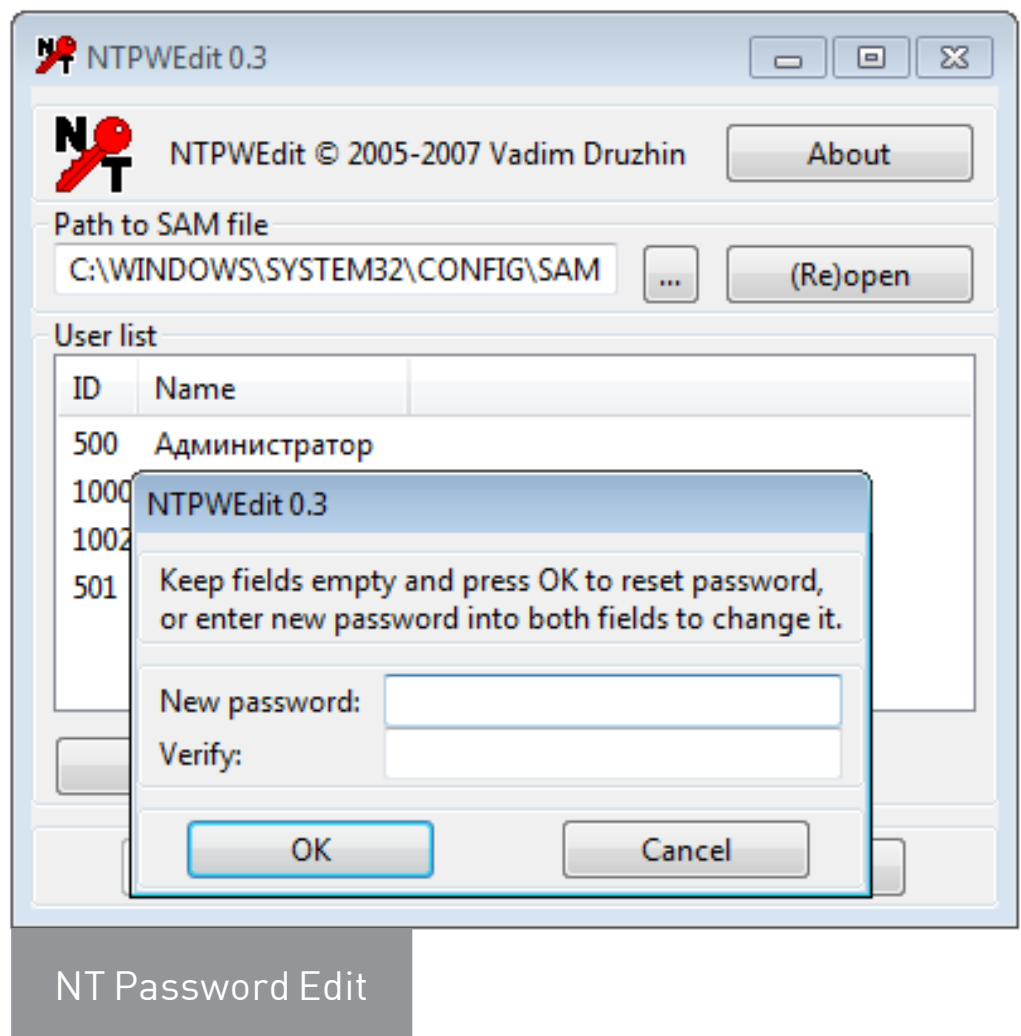 NTPWEdit 0.3
NT
NTPWEdit © 2005-2007 Vadim Druzhin
About
Path to SAM file
C:\WINDOWS\SYSTEM32\CONFIG\SAM
...
(Re)open
User list
ID Name
500 Администратор
1000
1002
501
NTPWEdit 0.3
Keep fields empty and press OK to reset password,
or enter new password into both fields to change it.
New password:
Verify:
OK
Cancel
NT Password Edit